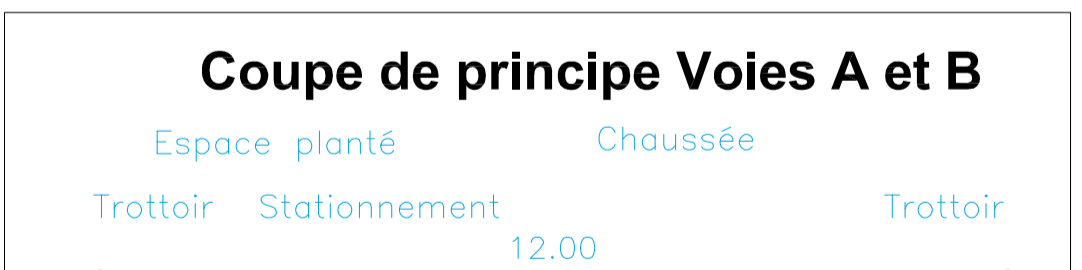 Coupe de principe Voies A et B
Espace planté Chaussée
Trottoir Stationnement Trottoir
12.00